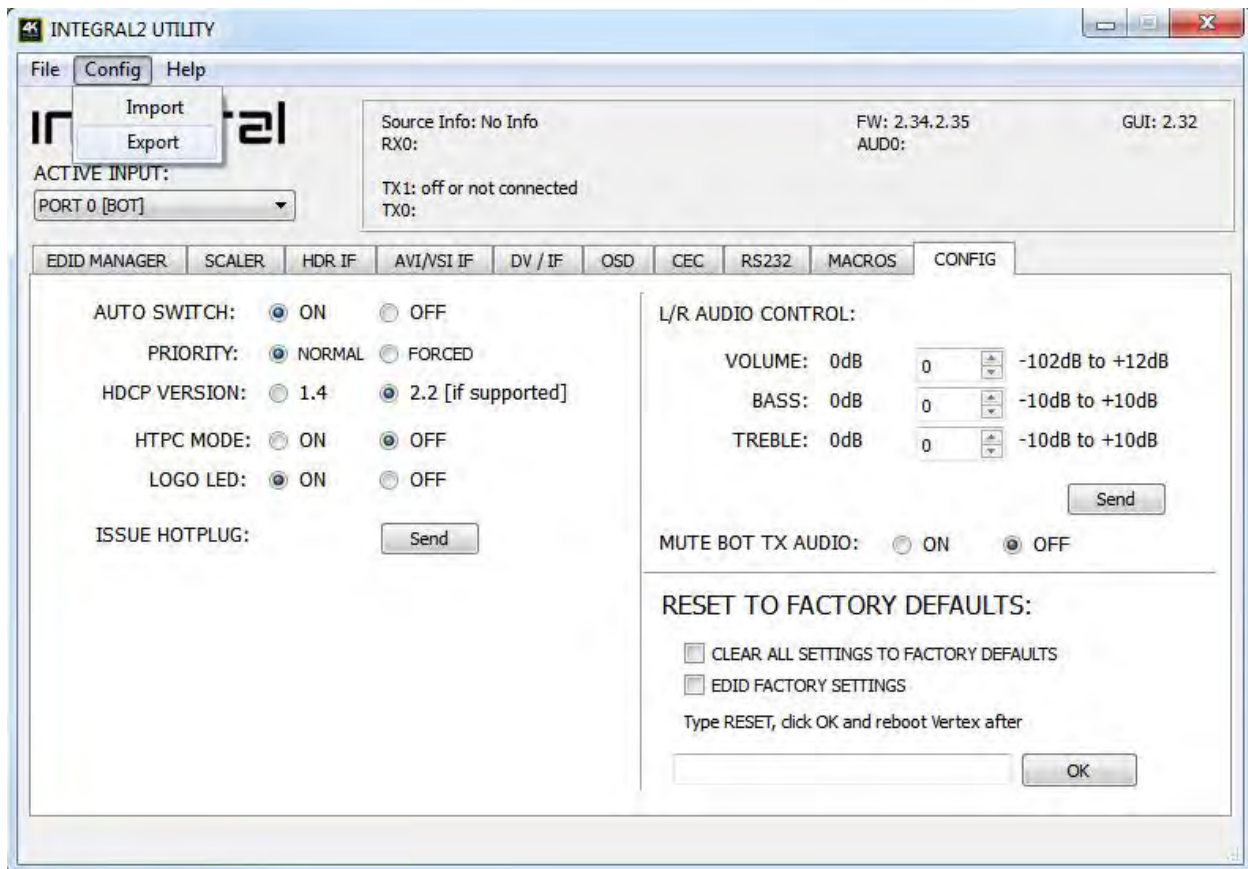 4K INTEGRAL2 UTILITY
File Config Help
Import
Export
ACTIVE INPUT:
PORT 0 [BOT]
Source Info: No Info
RX0:
TX1: off or not connected
TX0:
FW: 2.34.2.35
AUD0:
GUI: 2.32
EDID MANAGER SCALER HDR IF AVI/VSI IF DV / IF OSD CEC RS232 MACROS CONFIG
AUTO SWITCH: ON OFF
PRIORITY: NORMAL FORCED
HDCP VERSION: 1.4 2.2 [if supported]
HTPC MODE: ON OFF
LOGO LED: ON OFF
ISSUE HOTPLUG: Send
L/R AUDIO CONTROL:
VOLUME: 0dB 0 -102dB to +12dB
BASS: 0dB 0 -10dB to +10dB
TREBLE: 0dB 0 -10dB to +10dB
Send
MUTE BOT TX AUDIO: ON OFF
RESET TO FACTORY DEFAULTS:
CLEAR ALL SETTINGS TO FACTORY DEFAULTS
EDID FACTORY SETTINGS
Type RESET, click OK and reboot Vertex after
OK